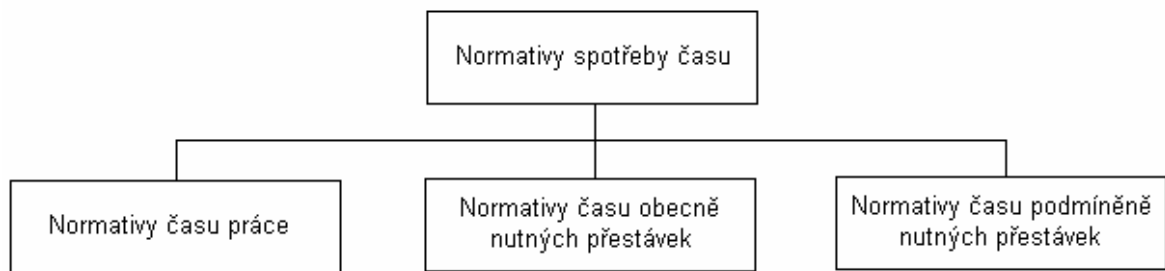 Normativy spotřeby času
Normativy času práce
Normativy času obecně
nutných přestávek
Normativy času podmíněně
nutných přestávek